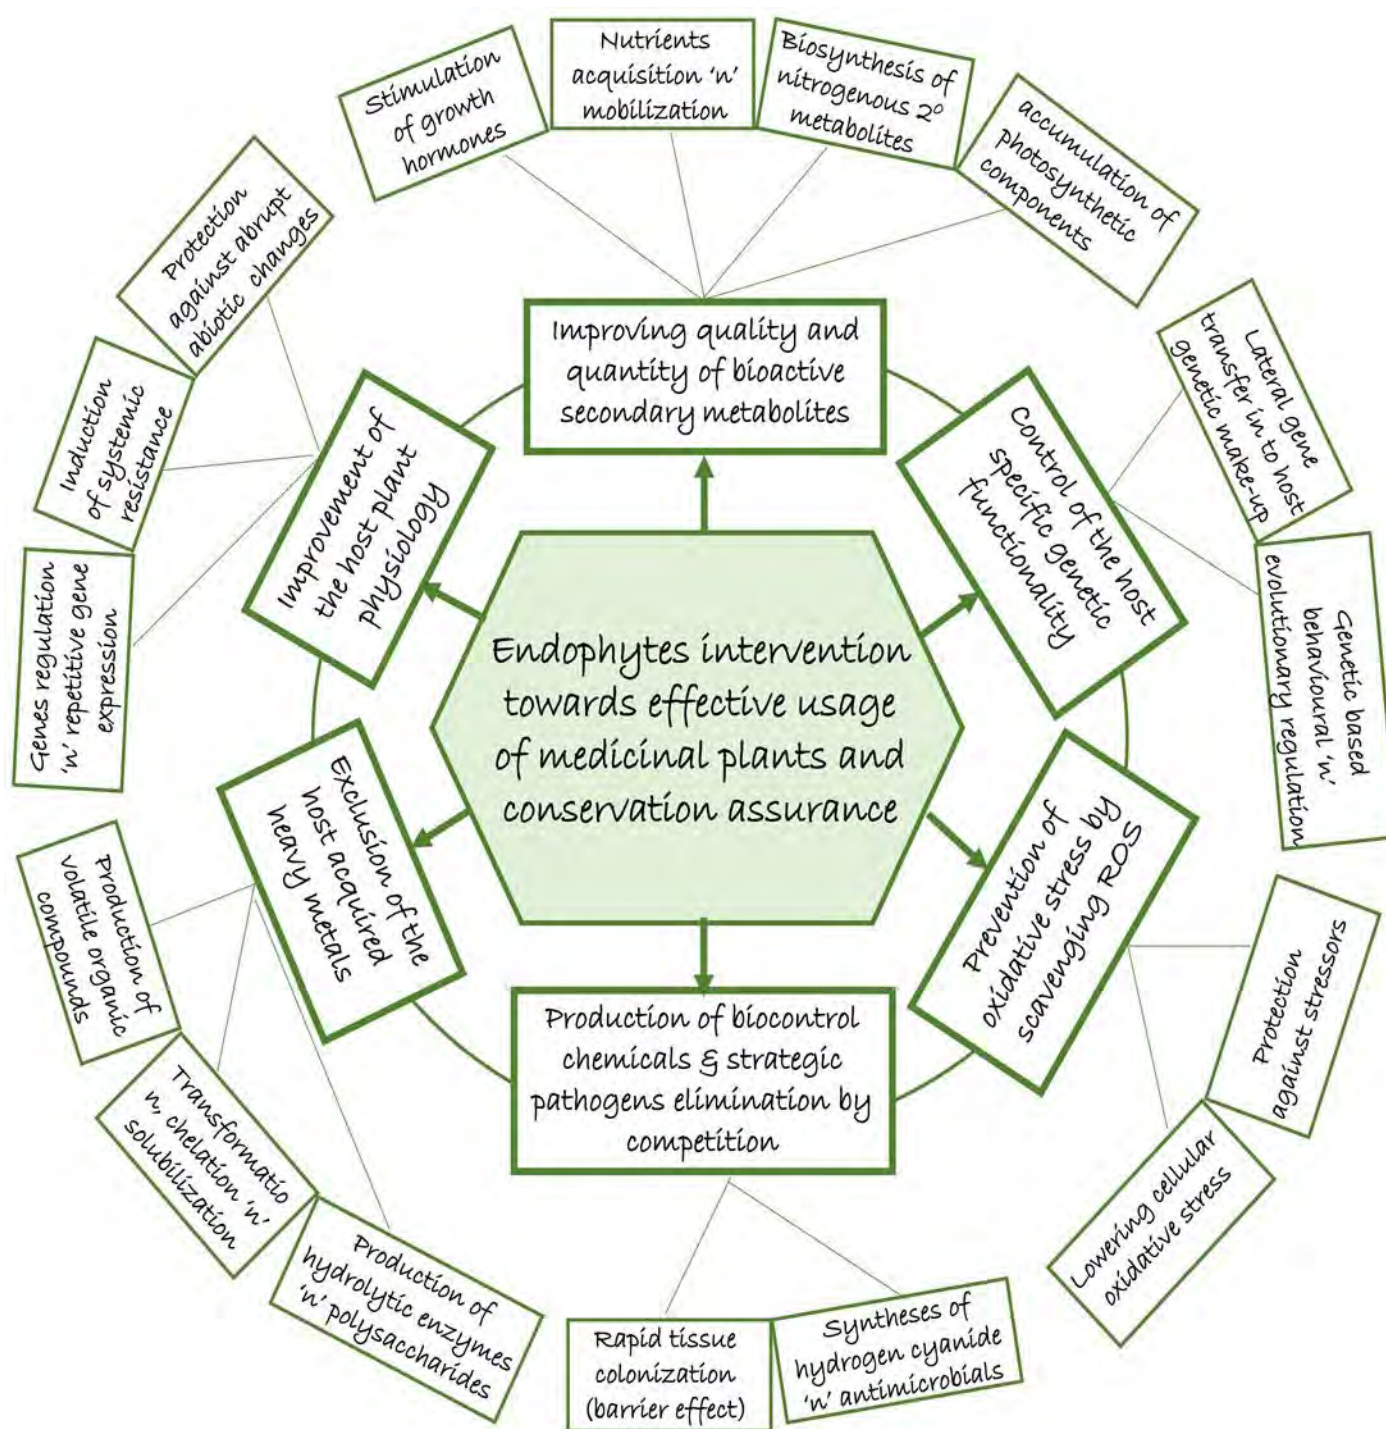 Stimulation
of growth
hormones
Nutrients
acquisition 'n'
mobilization
Biosynthesis of
nitrogenous 2º
metabolites
accumulation of
photosynthetic
components
Protection
against abrupt
abiotic changes
Induction
of systemic
resistance
Genes regulation
'n' repetitive gene
expression
Improving quality and
quantity of bioactive
secondary metabolites
Improvement of
the host plant
physiology
Control of the host
specific genetic
functionality
Lateral gene
transfer in to host
genetic make-up
Genetic based
behavioural 'n'
evolutionary regulation
Endophytes intervention
towards effective usage
of medicinal plants and
conservation assurance
Exclusion of the
host acquired
heavy metals
Prevention of
oxidative stress by
scavenging ROS
Production of biocontrol
chemicals & strategic
pathogens elimination by
competition
Production of
volatile organic
compounds
Transformatio
n, chelation 'n'
solubilization
Production of
hydrolytic enzymes
'n' polysaccharides
Rapid tissue
colonization
(barrier effect)
Syntheses of
hydrogen cyanide
'n' antimicrobials
Lowering cellular
oxidative stress
Protection
against stressors